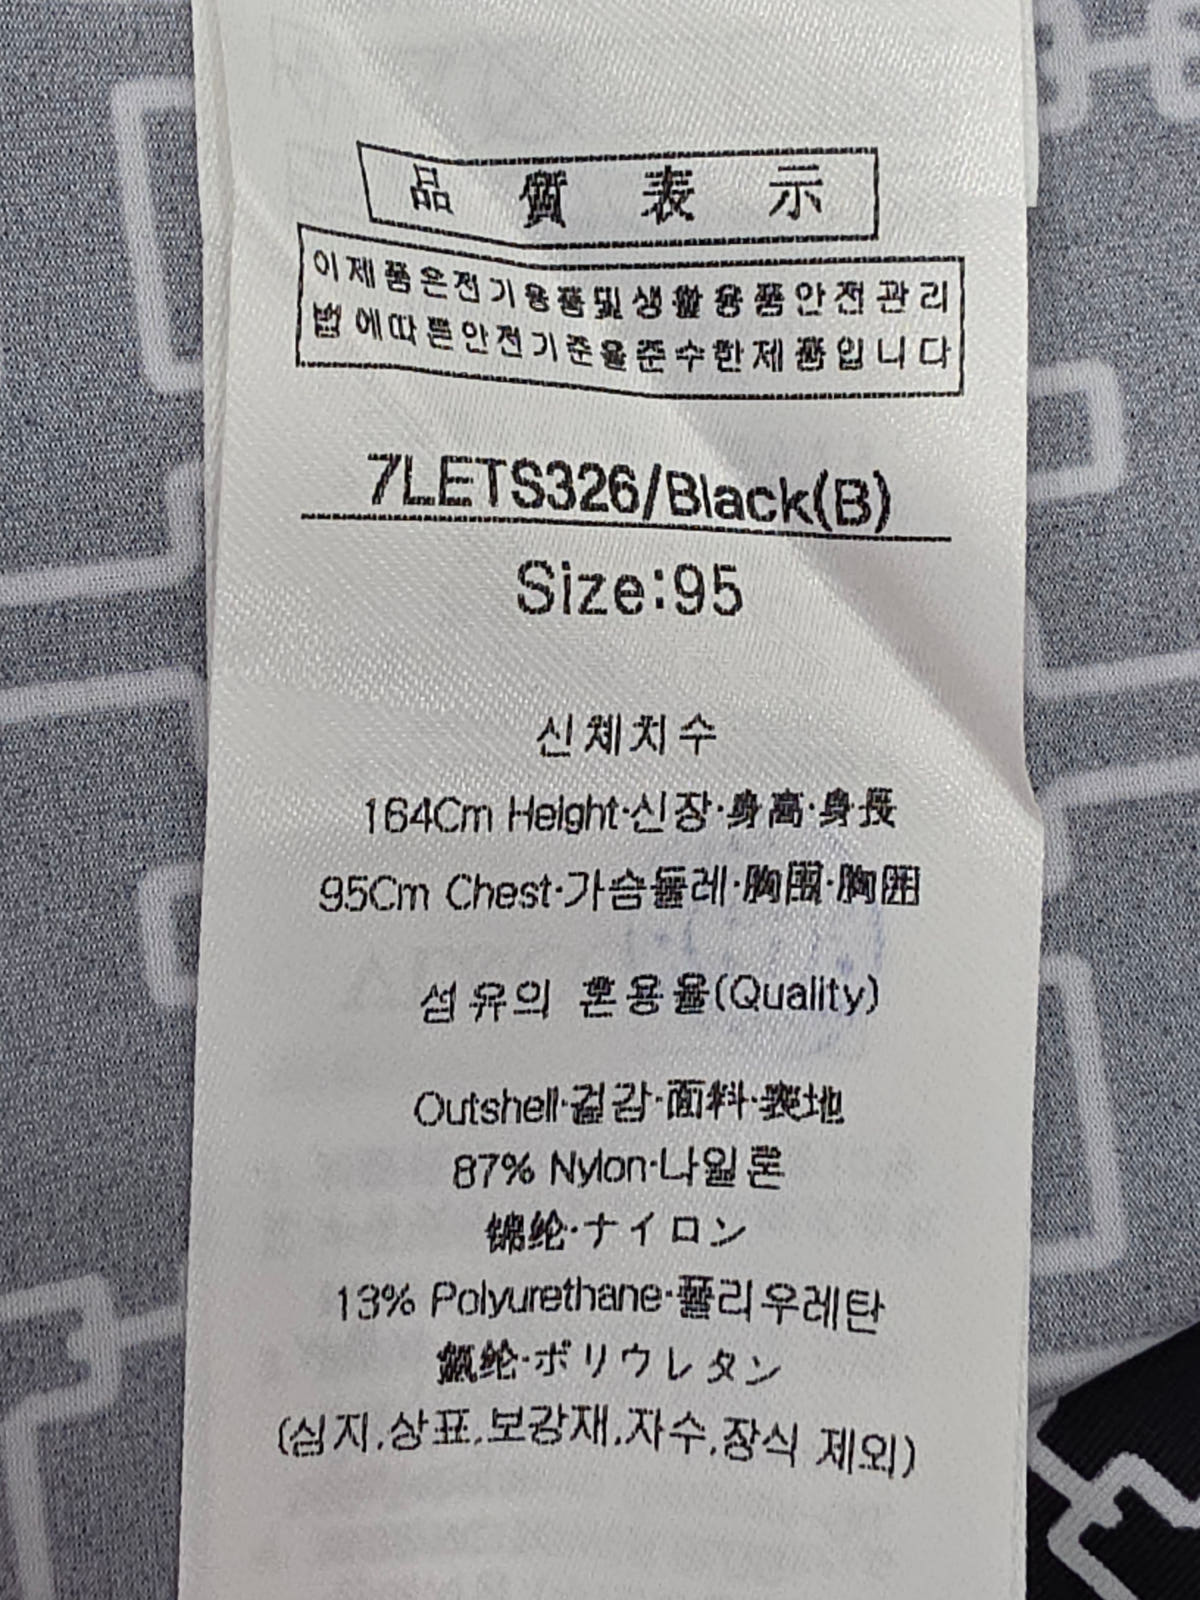 品質表示
이제품은전기용품및생활용품안전관리
법에따른안전기준을준수한제품입니다
7LETS326/Black(B)
Size:95
신체치수
164Cm Height·신장·身高·身長
95Cm Chest·가슴둘레·胸围·胸囲
섬유의 혼용율(Quality)
Outshell·겉감·面料·表地
87% Nylon·나일론
锦纶·ナイロン
13% Polyurethane·폴리우레탄
氨纶·ポリウレタン
(심지,상표,보강재,자수,장식 제외)